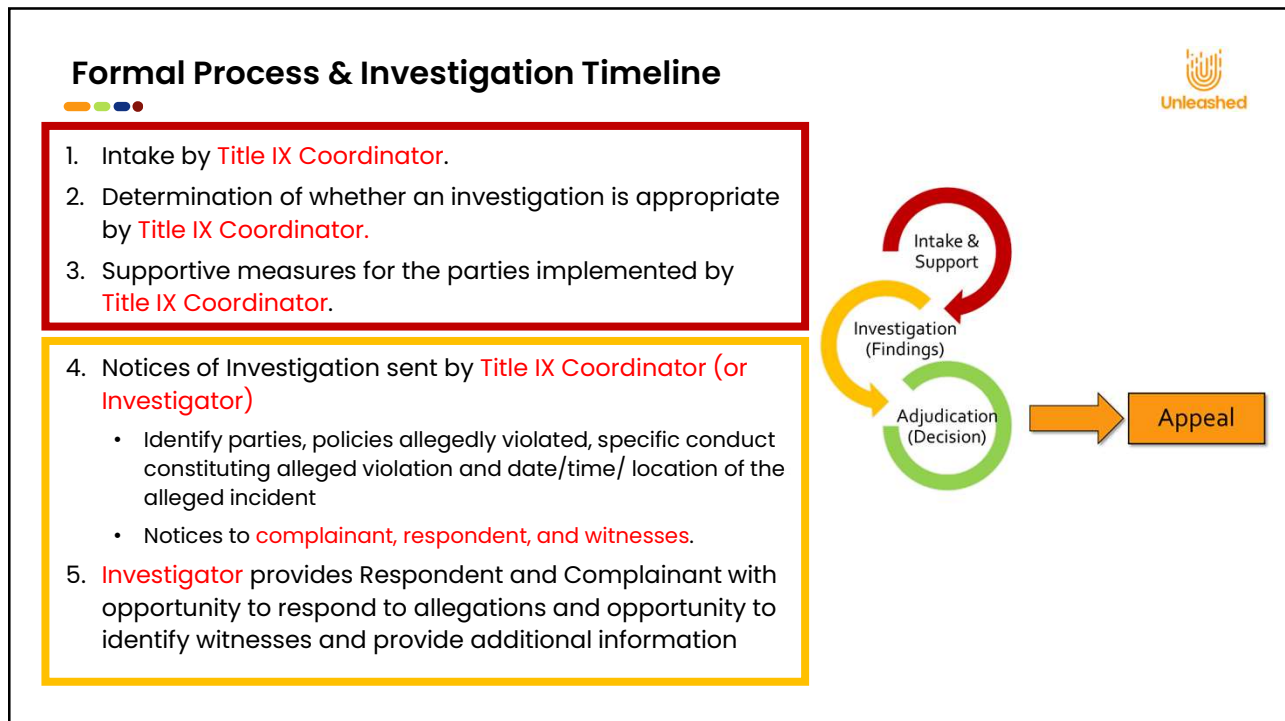 Formal Process & Investigation Timeline
Unleashed
1. Intake by Title IX Coordinator.
2. Determination of whether an investigation is appropriate
by Title IX Coordinator.
3. Supportive measures for the parties implemented by
Title IX Coordinator.
4. Notices of Investigation sent by Title IX Coordinator (or
Investigator)
• Identify parties, policies allegedly violated, specific conduct
constituting alleged violation and date/time/ location of the
alleged incident
• Notices to complainant, respondent, and witnesses.
5. Investigator provides Respondent and Complainant with
opportunity to respond to allegations and opportunity to
identify witnesses and provide additional information
Intake &
Support
Investigation
(Findings)
Adjudication
(Decision)
Appeal